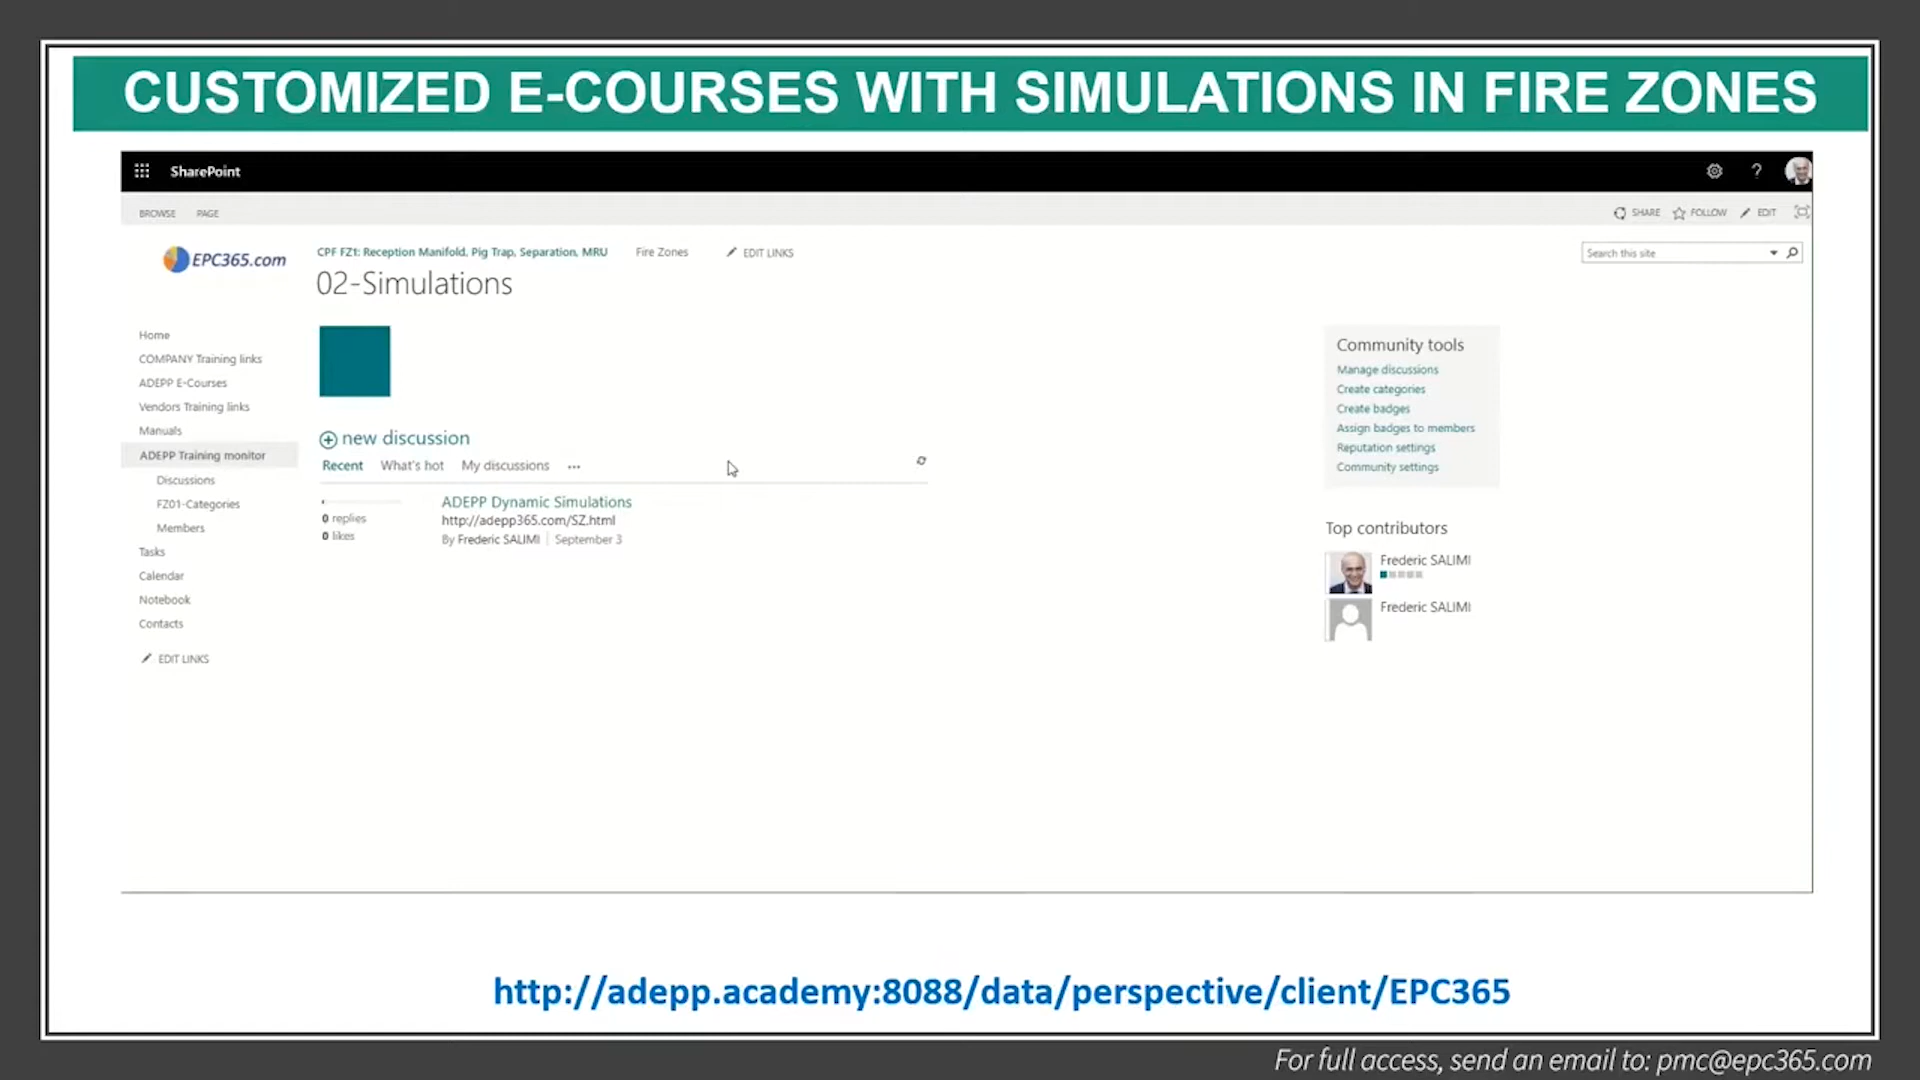 CUSTOMIZED E-COURSES WITH SIMULATIONS IN FIRE ZONES
SharePoint
?
BROWSE PAGE
SHARE FOLLOW EDIT
EPC365.com
CPF FZ1: Reception Manifold, Pig Trap, Separation, MRU Fire Zones EDIT LINKS
Search this site
02-Simulations
Home
COMPANY Training links
ADEPP E-Courses
Vendors Training links
Manuals
ADEPP Training monitor
Discussions
FZ01-Categories
Members
Tasks
Calendar
Notebook
Contacts
EDIT LINKS
new discussion
Recent What's hot My discussions ...
0 replies
0 likes
ADEPP Dynamic Simulations
http://adepp365.com/SZ.html
By Frederic SALIMI | September 3
Community tools
Manage discussions
Create categories
Create badges
Assign badges to members
Reputation settings
Community settings
Top contributors
Frederic SALIMI
Frederic SALIMI
http://adepp.academy:8088/data/perspective/client/EPC365
For full access, send an email to: pmc@epc365.com